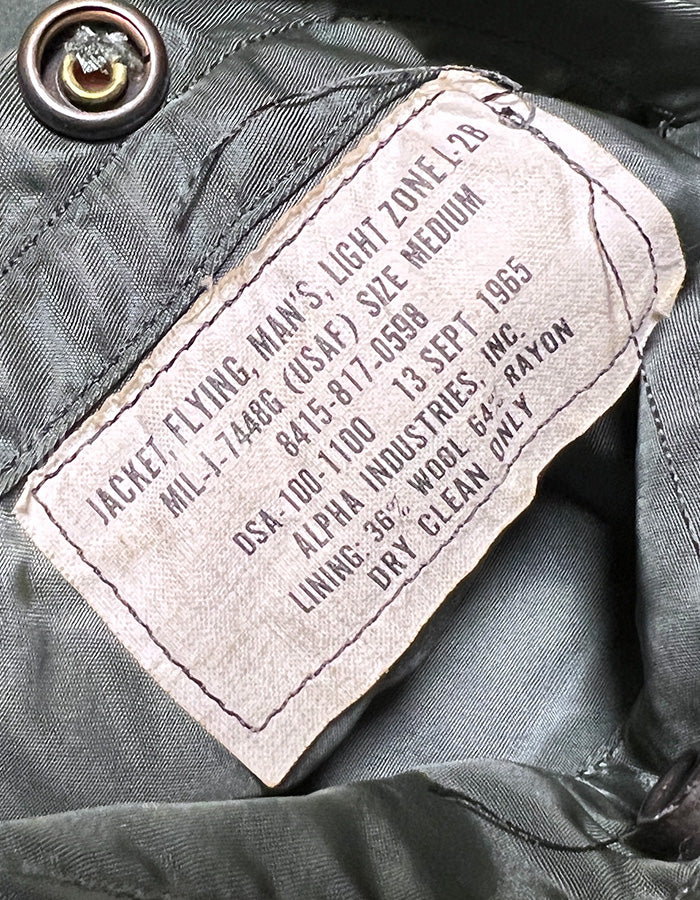 JACKET, FLYING, MAN'S, LIGHT ZONE L-2B
MIL-J-7448G (USAF) SIZE MEDIUM
8415-817-0598
DSA-100-1100 13 SEPT 1965
ALPHA INDUSTRIES, INC.
LINING: 36% WOOL 64% RAYON
DRY CLEAN ONLY